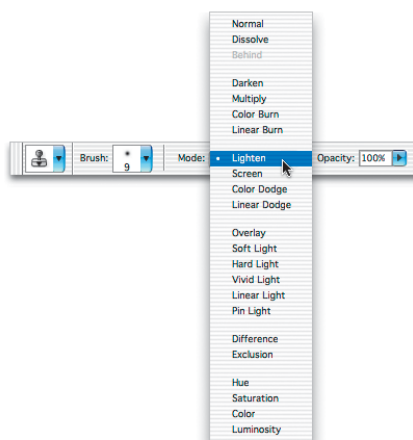 Normal
Dissolve
Behind
Darken
Multiply
Color Burn
Linear Burn
Brush: 9 Mode: • Lighten Opacity: 100%
Screen
Color Dodge
Linear Dodge
Overlay
Soft Light
Hard Light
Vivid Light
Linear Light
Pin Light
Difference
Exclusion
Hue
Saturation
Color
Luminosity